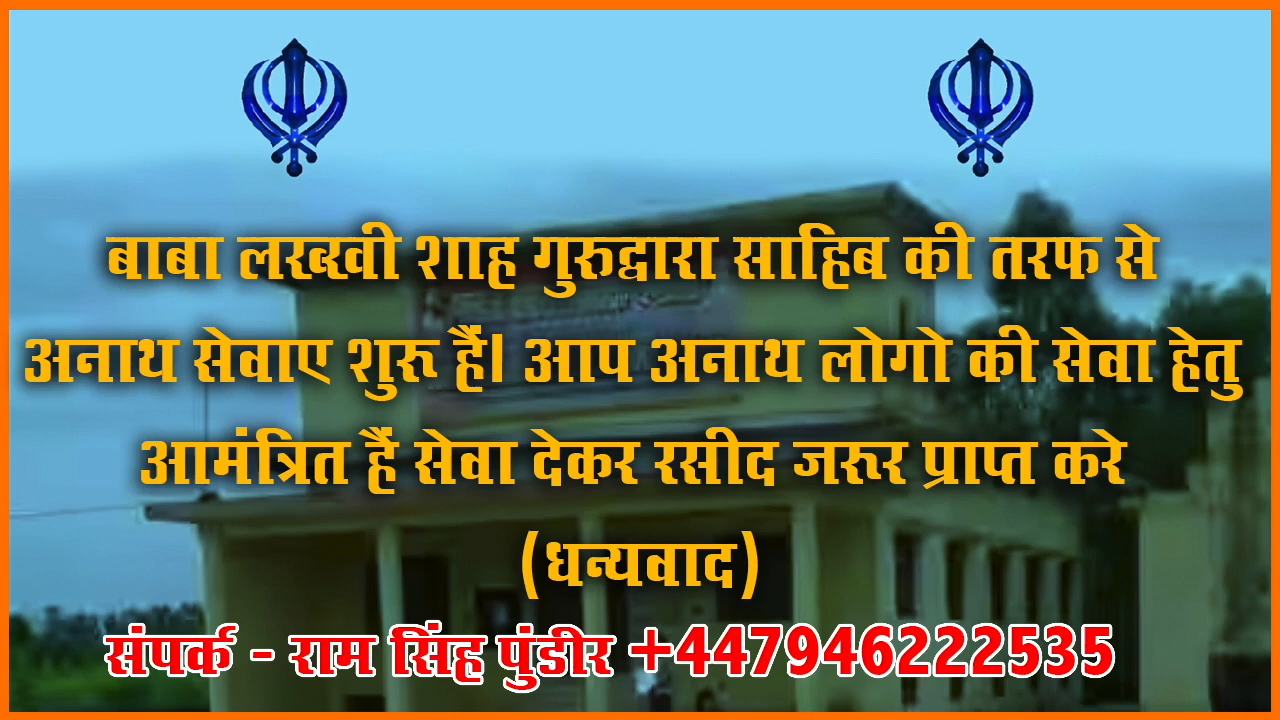 बाबा लख्खी शाह गुरुद्वारा साहिब की तरफ से
अनाथ सेवाए शुरू हैं। आप अनाथ लोगो की सेवा हेतु
आमंत्रित हैं सेवा देकर रसीद जरूर प्राप्त करे
(धन्यवाद)
संपर्क - राम सिंह पुंडीर +447946222535